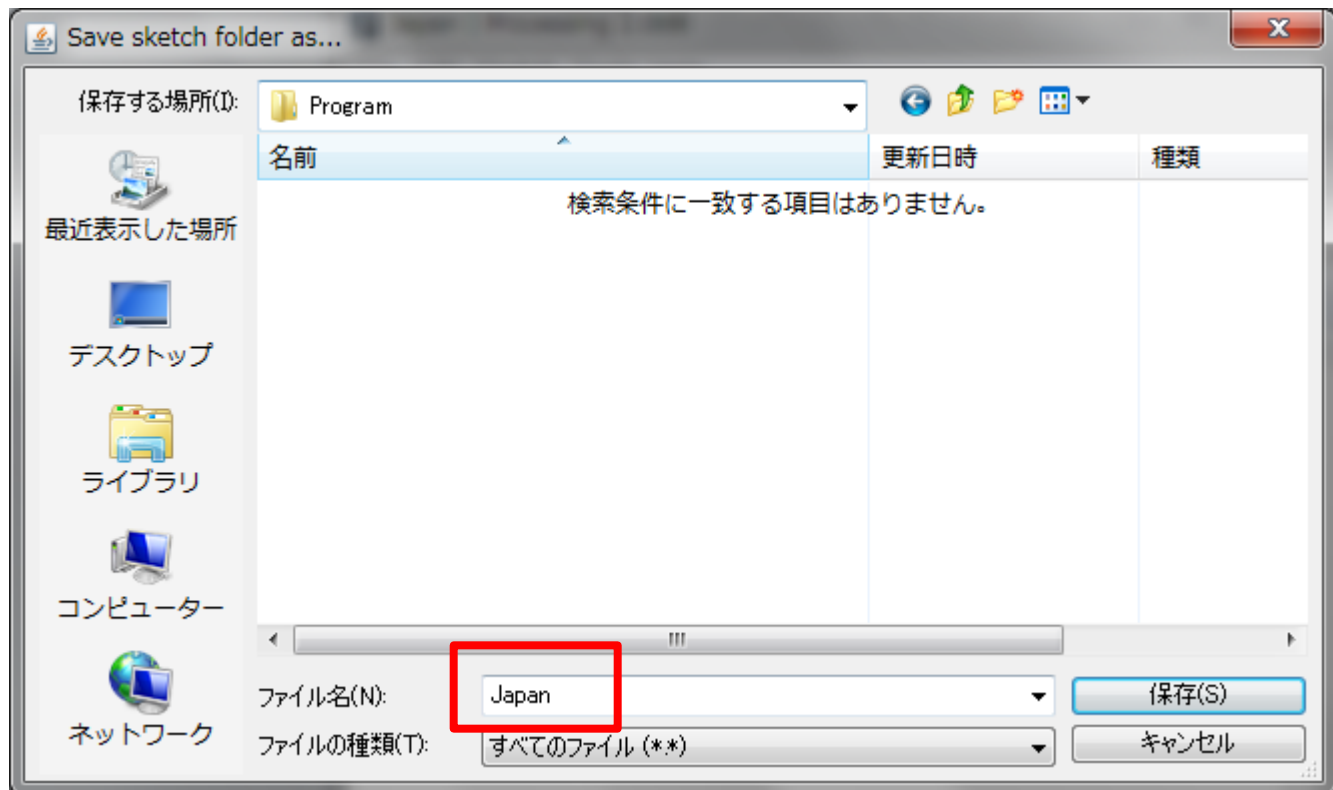 Save sketch folder as...
保存する場所(I):
Program
名前
更新日時
種類
検索条件に一致する項目はありません。
最近表示した場所
デスクトップ
ライブラリ
コンピューター
ネットワーク
ファイル名(N):
Japan
保存(S)
ファイルの種類(T):
すべてのファイル (*.*)
キャンセル